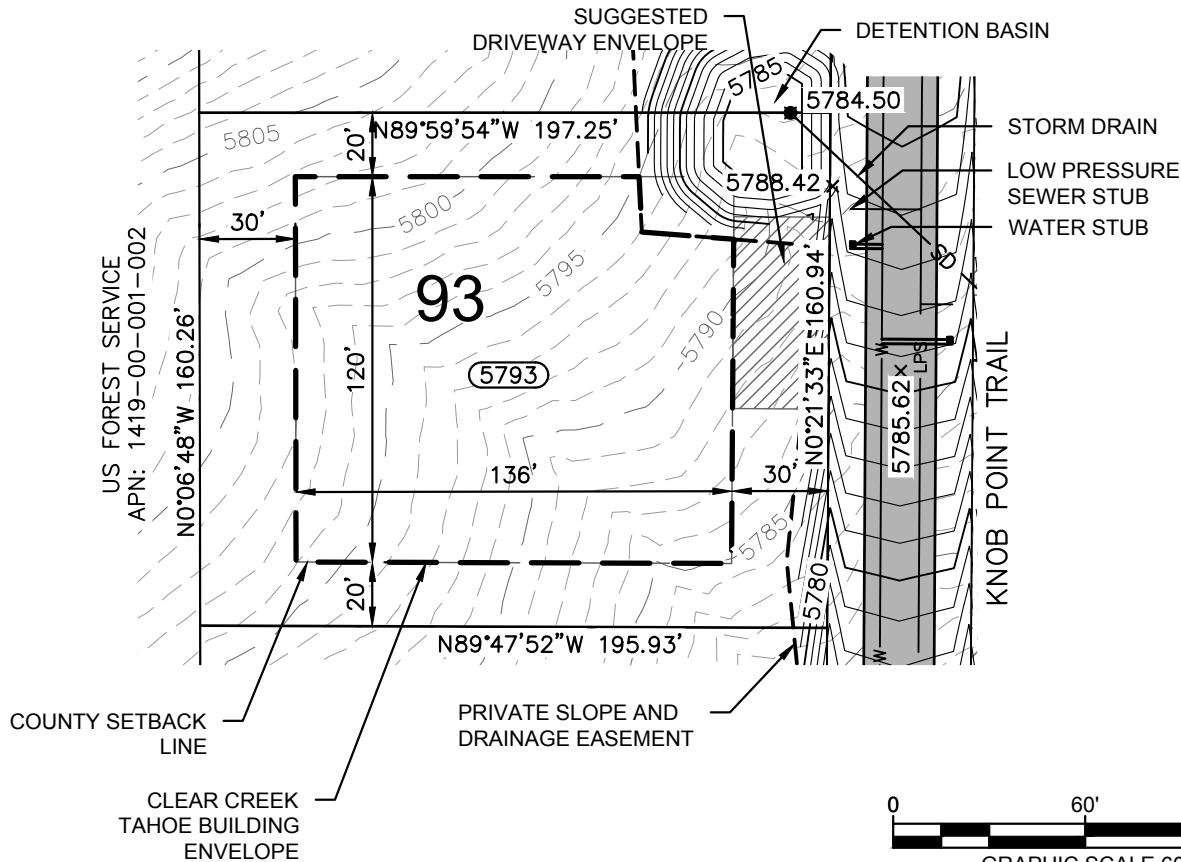 SUGGESTED
DRIVEWAY ENVELOPE
DETENTION BASIN
5785
5784.50
N89°59'54"W 197.25'
STORM DRAIN
5805
20'
5788.42
LOW PRESSURE
SEWER STUB
WATER STUB
5800
30'
5795
93
SD
US FOREST SERVICE
APN: 1419-00-001-002
N0°06'48"W 160.26'
120'
5793
5790
N0°21'33"E 160.94'
W
LPS
5785.62
KNOB POINT TRAIL
136'
30'
5785
5780
20'
N89°47'52"W 195.93'
W
COUNTY SETBACK
LINE
PRIVATE SLOPE AND
DRAINAGE EASEMENT
CLEAR CREEK
TAHOE BUILDING
ENVELOPE
0
60'